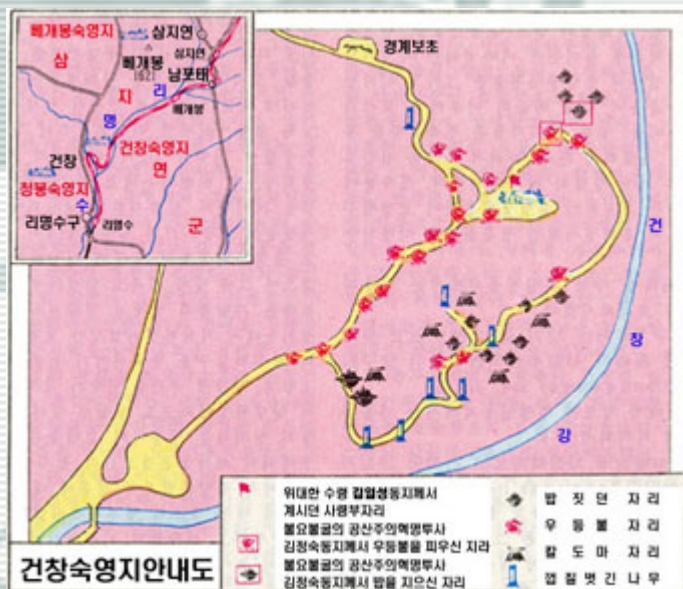 베개봉숙영지
삼지연
삼
베개봉
1621
삼지연
남포태
지
리
명
베개봉
건창
건창숙영지
청봉숙영지
연
수
리명수구
리명수
군
경계보초
건
창
강
위대한 수령 김일성동지께서
계시던 사령부자리
불요불굴의 공산주의혁명투사
김정숙동지께서 우등불을 피우신 자리
불요불굴의 공산주의혁명투사
김정숙동지께서 밥을 지으신 자리
밥 짓던 자리
우등불 자리
칼도마 자리
껍질벗긴나무
건창숙영지안내도